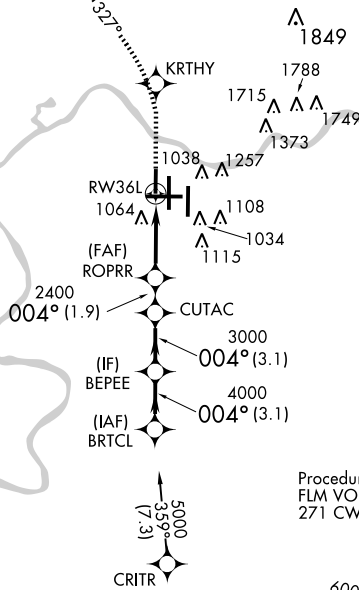 327°
1849
KRTHY
1788
1715
1749
1373
1038
1257
RW36L
1064
1108
1034
1115
(FAF)
ROPRR
2400
004° (1.9)
CUTAC
3000
004° (3.1)
(IF)
BEPEE
4000
004° (3.1)
(IAF)
BRTCL
5000
359°
(7.3)
CRITR
Procedur
FLM VO
271 CW